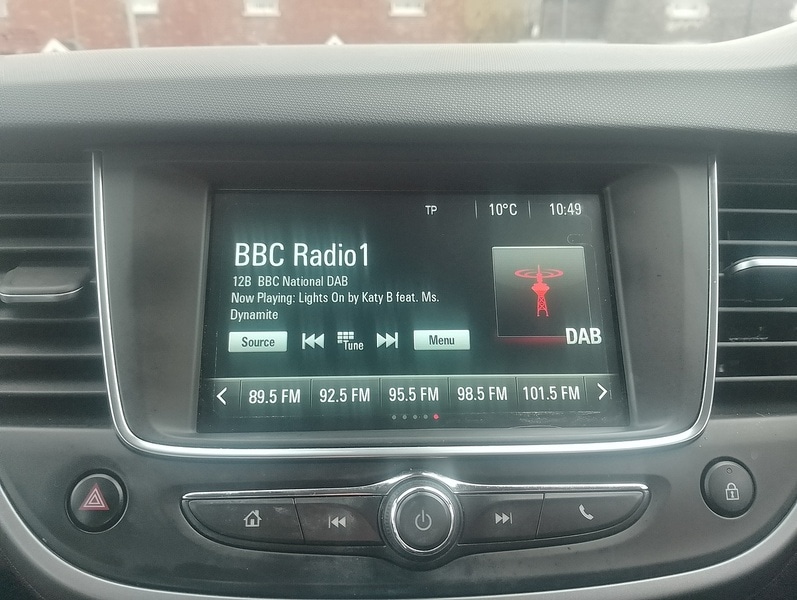 TP 10°C 10:49
BBC Radio1
12B BBC National DAB
Now Playing: Lights On by Katy B feat. Ms.
Dynamite
Source Tune Menu
DAB
89.5 FM 92.5 FM 95.5 FM 98.5 FM 101.5 FM